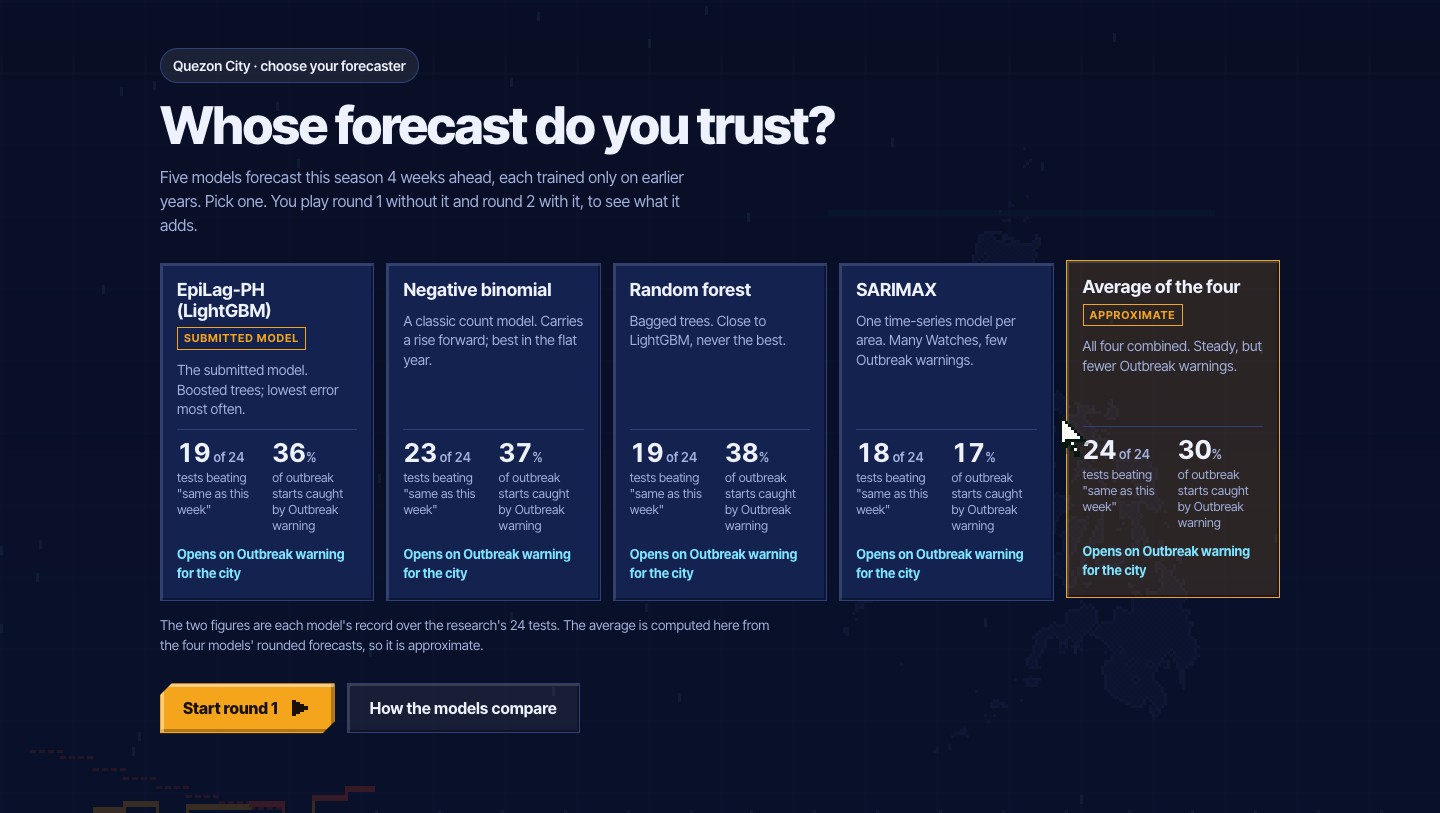 Quezon City · choose your forecaster
Whose forecast do you trust?
Five models forecast this season 4 weeks ahead, each trained only on earlier
years. Pick one. You play round 1 without it and round 2 with it, to see what it
adds.
EpiLag-PH
(LightGBM)
SUBMITTED MODEL
The submitted model.
Boosted trees; lowest error
most often.
19 of 24
tests beating
"same as this
week"
36%
of outbreak
starts caught
by Outbreak
warning
Opens on Outbreak warning
for the city
Negative binomial
A classic count model. Carries
a rise forward; best in the flat
year.
23 of 24
tests beating
"same as this
week"
37%
of outbreak
starts caught
by Outbreak
warning
Opens on Outbreak warning
for the city
Random forest
Bagged trees. Close to
LightGBM, never the best.
19 of 24
tests beating
"same as this
week"
38%
of outbreak
starts caught
by Outbreak
warning
Opens on Outbreak warning
for the city
SARIMAX
One time-series model per
area. Many Watches, few
Outbreak warnings.
18 of 24
tests beating
"same as this
week"
17%
of outbreak
starts caught
by Outbreak
warning
Opens on Outbreak warning
for the city
Average of the four
APPROXIMATE
All four combined. Steady, but
fewer Outbreak warnings.
24 of 24
tests beating
"same as this
week"
30%
of outbreak
starts caught
by Outbreak
warning
Opens on Outbreak warning
for the city
The two figures are each model's record over the research's 24 tests. The average is computed here from
the four models' rounded forecasts, so it is approximate.
Start round 1
How the models compare